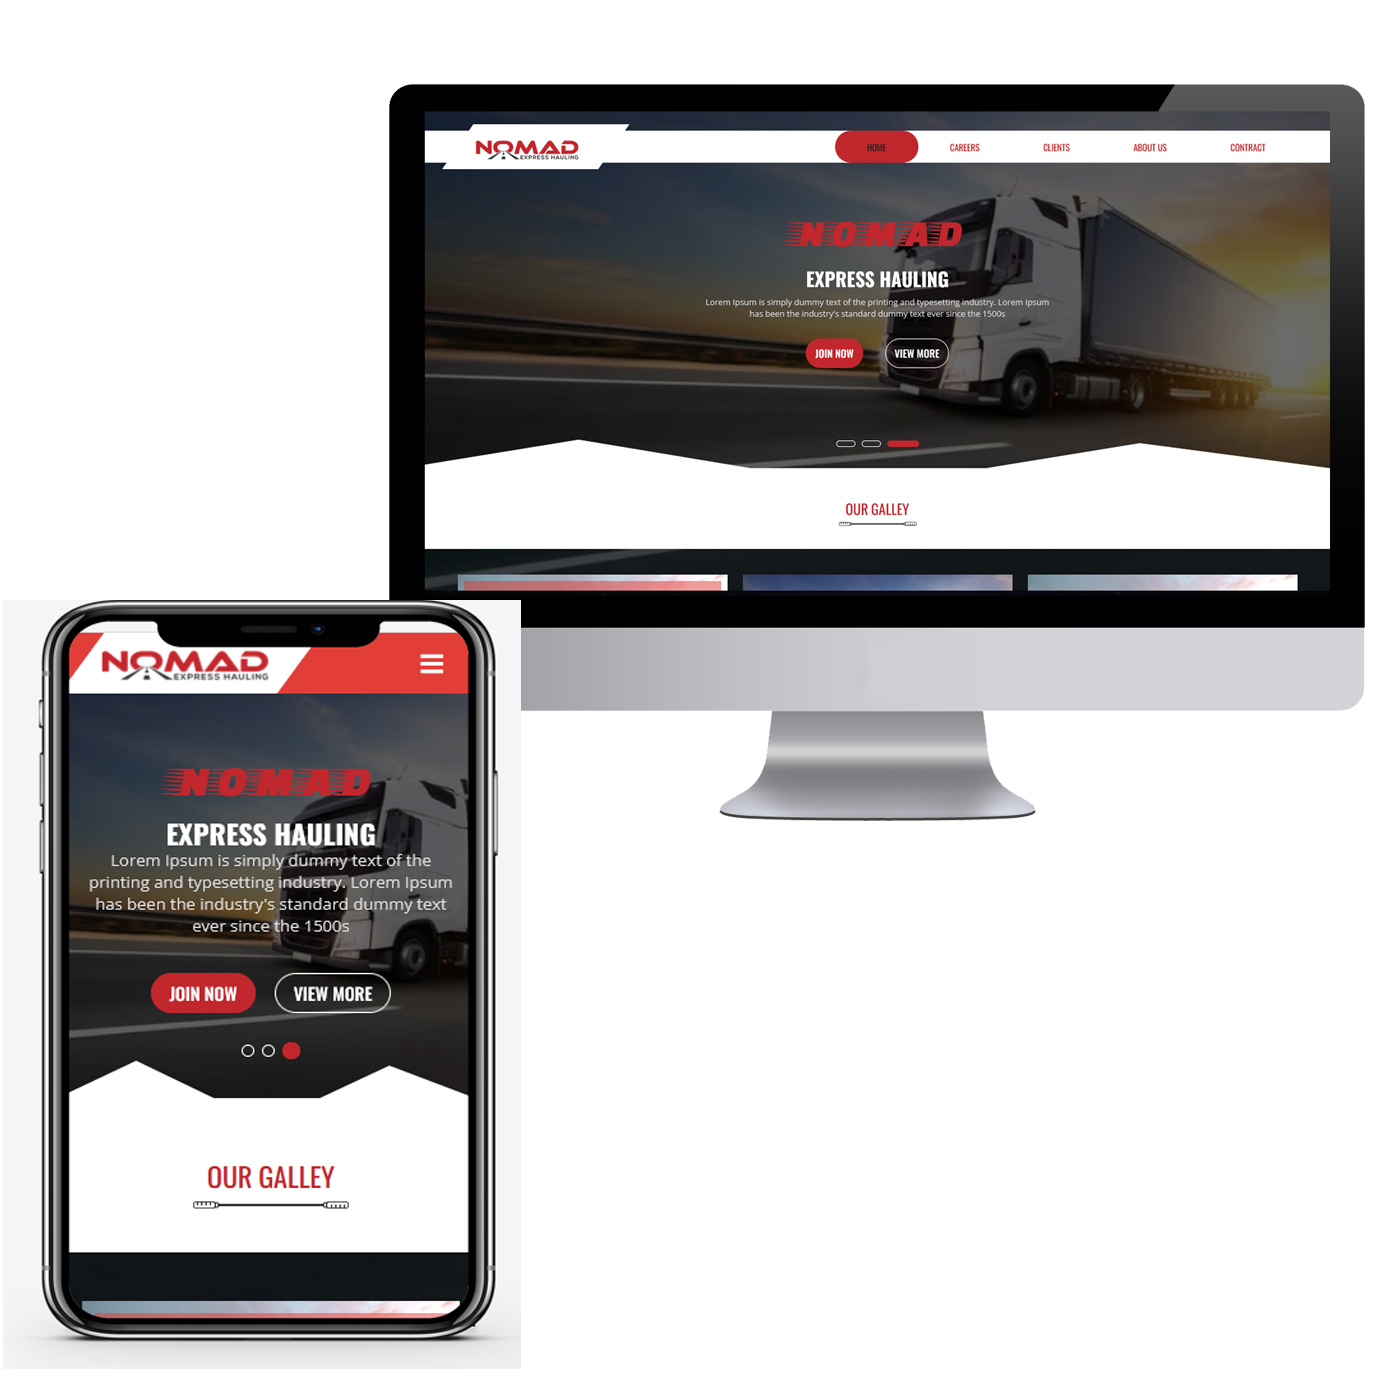 NOMAD
EXPRESS HAULING
HOME
CAREERS
CLIENTS
ABOUT US
CONTRACT
NOMAD
EXPRESS HAULING
Lorem Ipsum is simply dummy text of the printing and typesetting industry. Lorem Ipsum
has been the industry's standard dummy text ever since the 1500s
JOIN NOW
VIEW MORE
OUR GALLEY
NOMAD
EXPRESS HAULING
NOMAD
EXPRESS HAULING
Lorem Ipsum is simply dummy text of the
printing and typesetting industry. Lorem Ipsum
has been the industry's standard dummy text
ever since the 1500s
JOIN NOW
VIEW MORE
OUR GALLEY